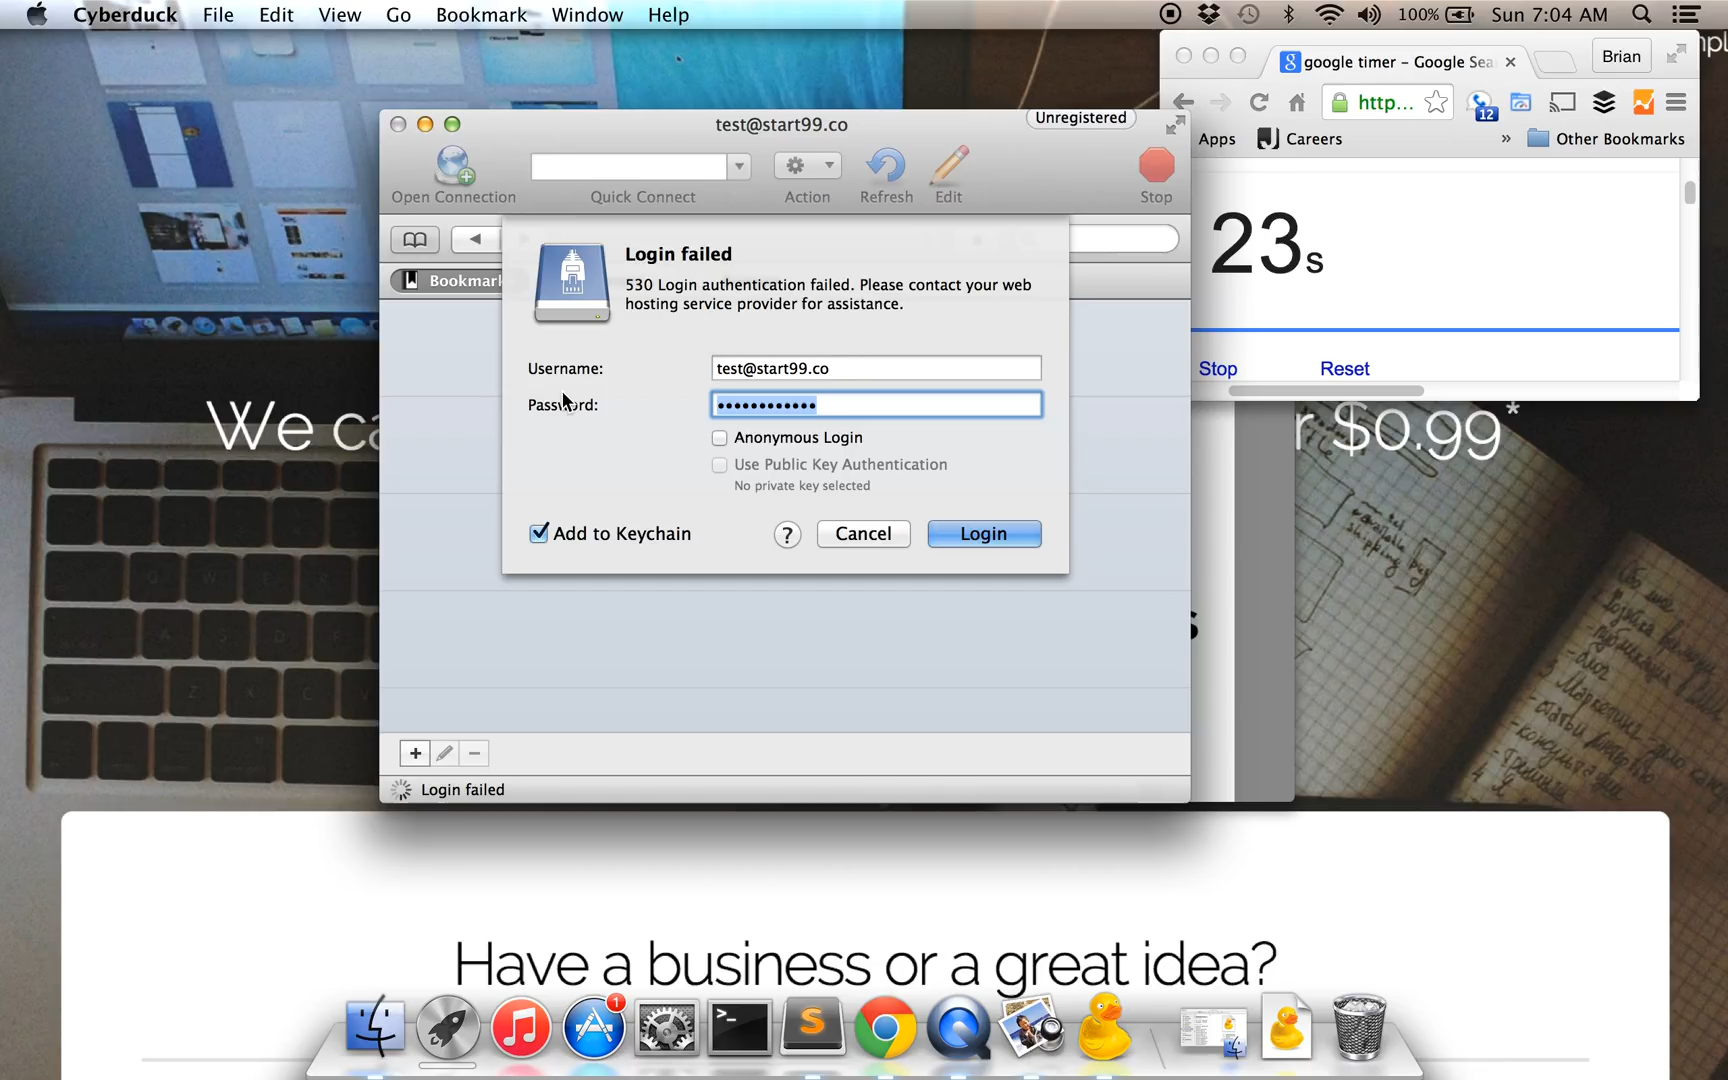 Cyberduck File Edit View Go Bookmark Window Help
100% Sun 7:04 AM
google timer – Google Sea
Brian
http...
12
Apps Careers » Other Bookmarks
23s
Stop Reset
test@start99.co
Unregistered
Open Connection Quick Connect Action Refresh Edit Stop
Bookmar
Login failed
530 Login authentication failed. Please contact your web
hosting service provider for assistance.
Username: test@start99.co
Password: ••••••••••••
Anonymous Login
Use Public Key Authentication
No private key selected
Add to Keychain
? Cancel Login
Login failed
We ca
r $0.99*
s
Have a business or a great idea?
1